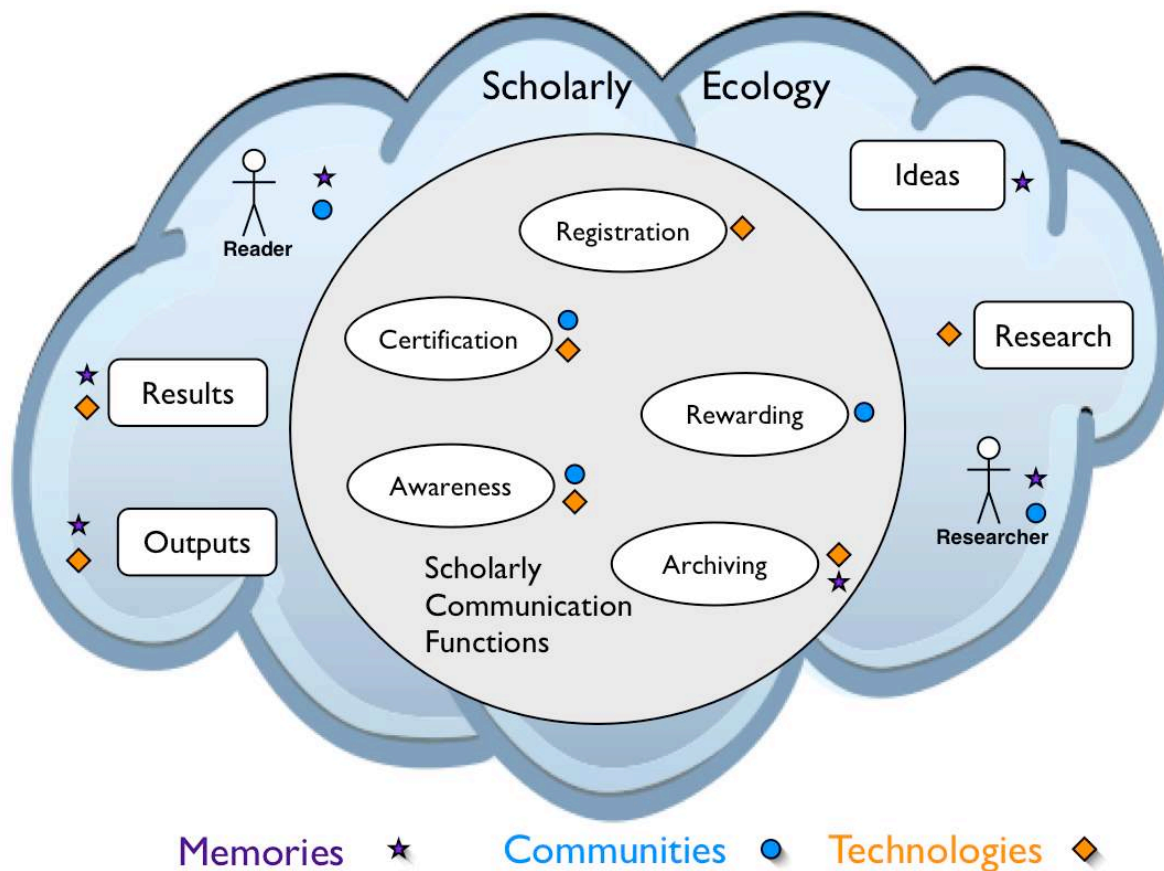 Scholarly Ecology
Ideas
Reader
Registration
Certification
Research
Results
Rewarding
Awareness
Researcher
Outputs
Archiving
Scholarly
Communication
Functions
Memories Communities Technologies